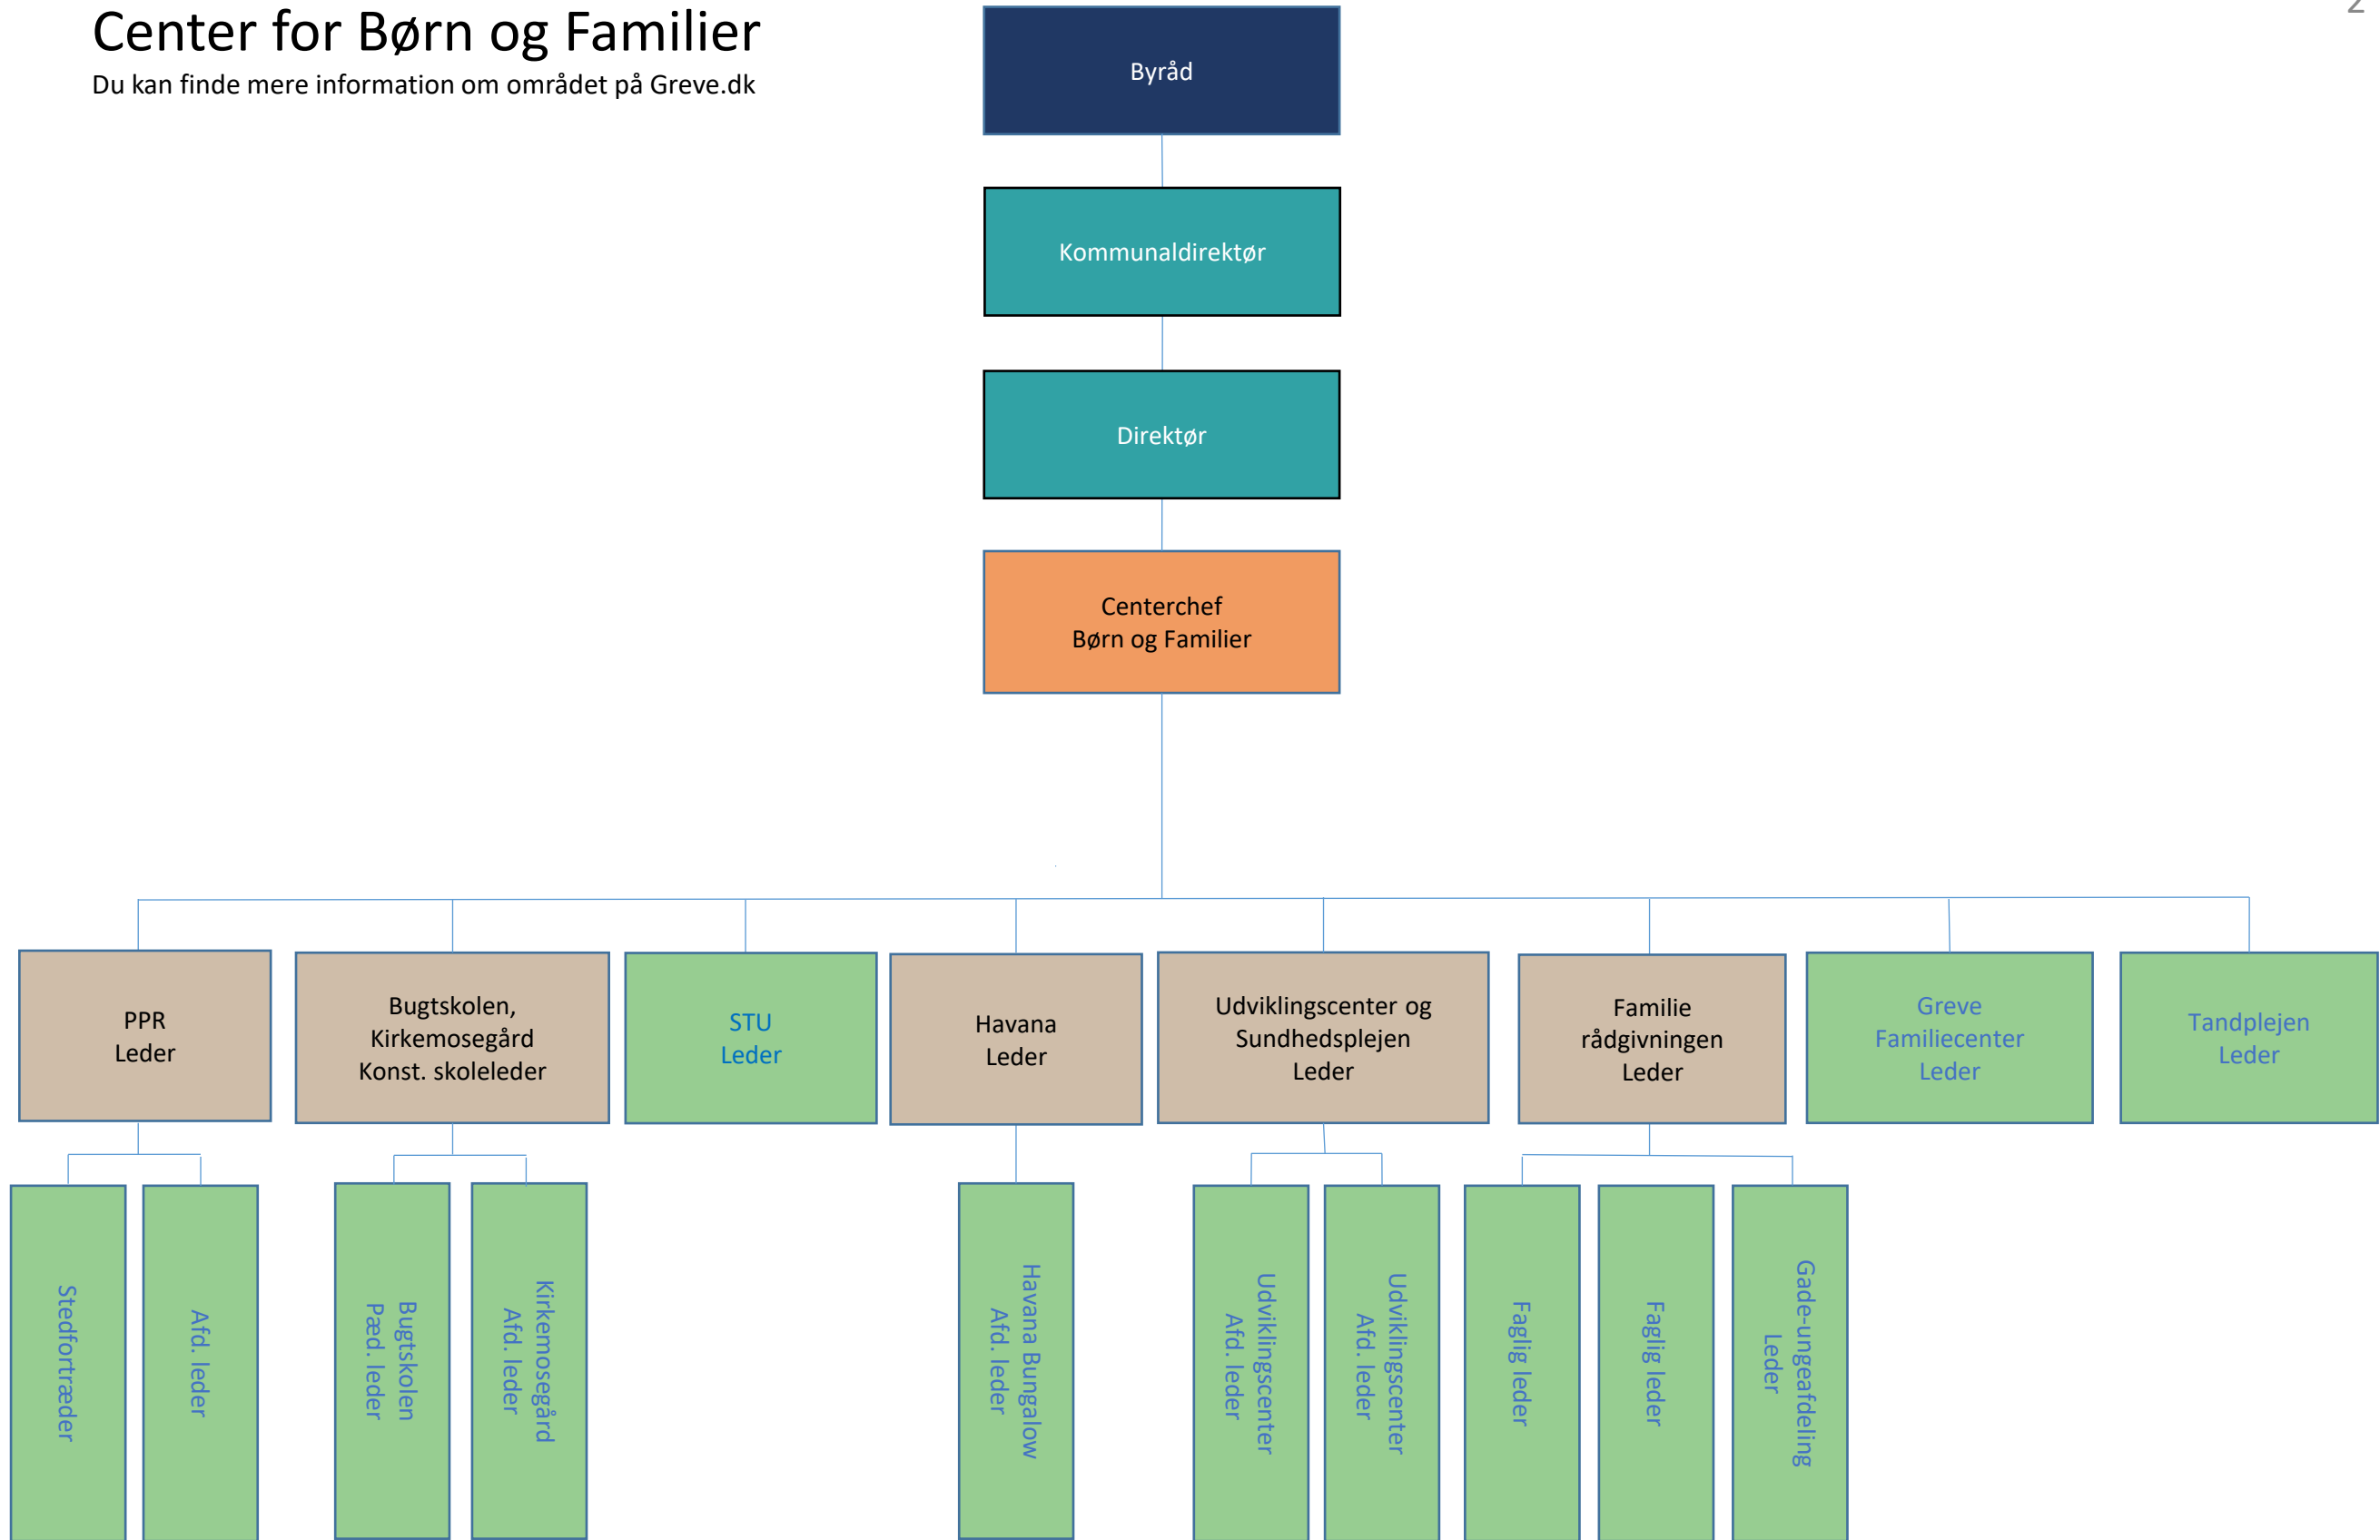 Center for Børn og Familier
Du kan finde mere information om området på Greve.dk
2
Byråd
Kommunaldirektør
Direktør
Centerchef
Børn og Familier
PPR
Leder
Bugtskolen,
Kirkemosegård
Konst. skoleleder
STU
Leder
Havana
Leder
Udviklingscenter og
Sundhedsplejen
Leder
Familie
rådgivningen
Leder
Greve
Familiecenter
Leder
Tandplejen
Leder
Stedfortræder
Afd. leder
Bugtskolen
Pæd. leder
Kirkemosegård
Afd. leder
Havana Bungalow
Afd. leder
Udviklingscenter
Afd. leder
Udviklingscenter
Afd. leder
Faglig leder
Faglig leder
Gade-ungeafdeling
Leder